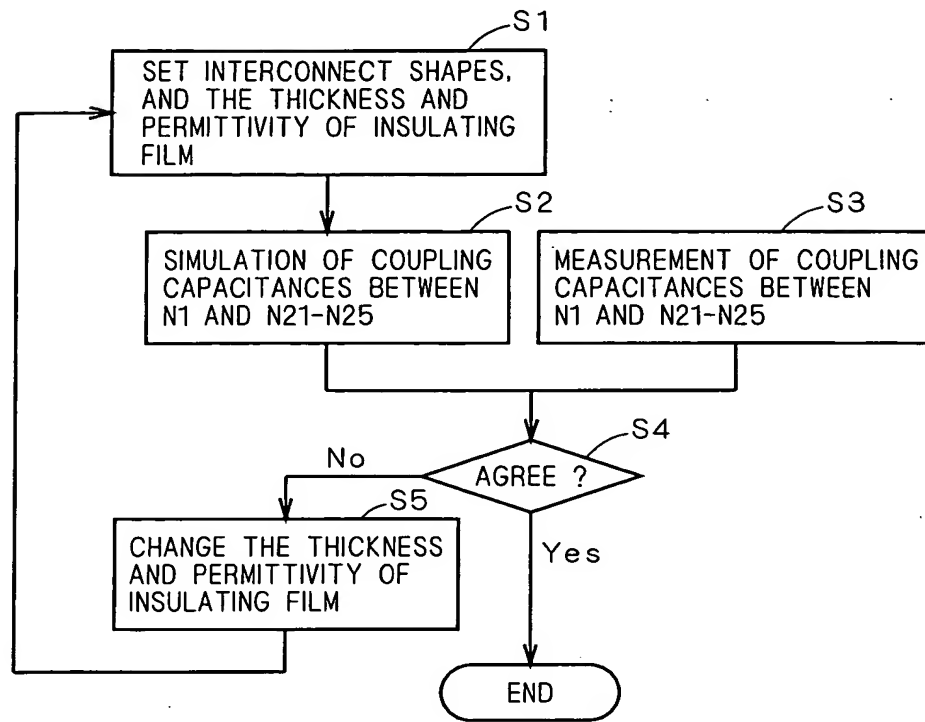 S1
SET INTERCONNECT SHAPES,
AND THE THICKNESS AND
PERMITTIVITY OF INSULATING
FILM
S2
SIMULATION OF COUPLING
CAPACITANCES BETWEEN
N1 AND N21-N25
S3
MEASUREMENT OF COUPLING
CAPACITANCES BETWEEN
N1 AND N21-N25
S4
AGREE ?
No
S5
CHANGE THE THICKNESS
AND PERMITTIVITY OF
INSULATING FILM
Yes
END